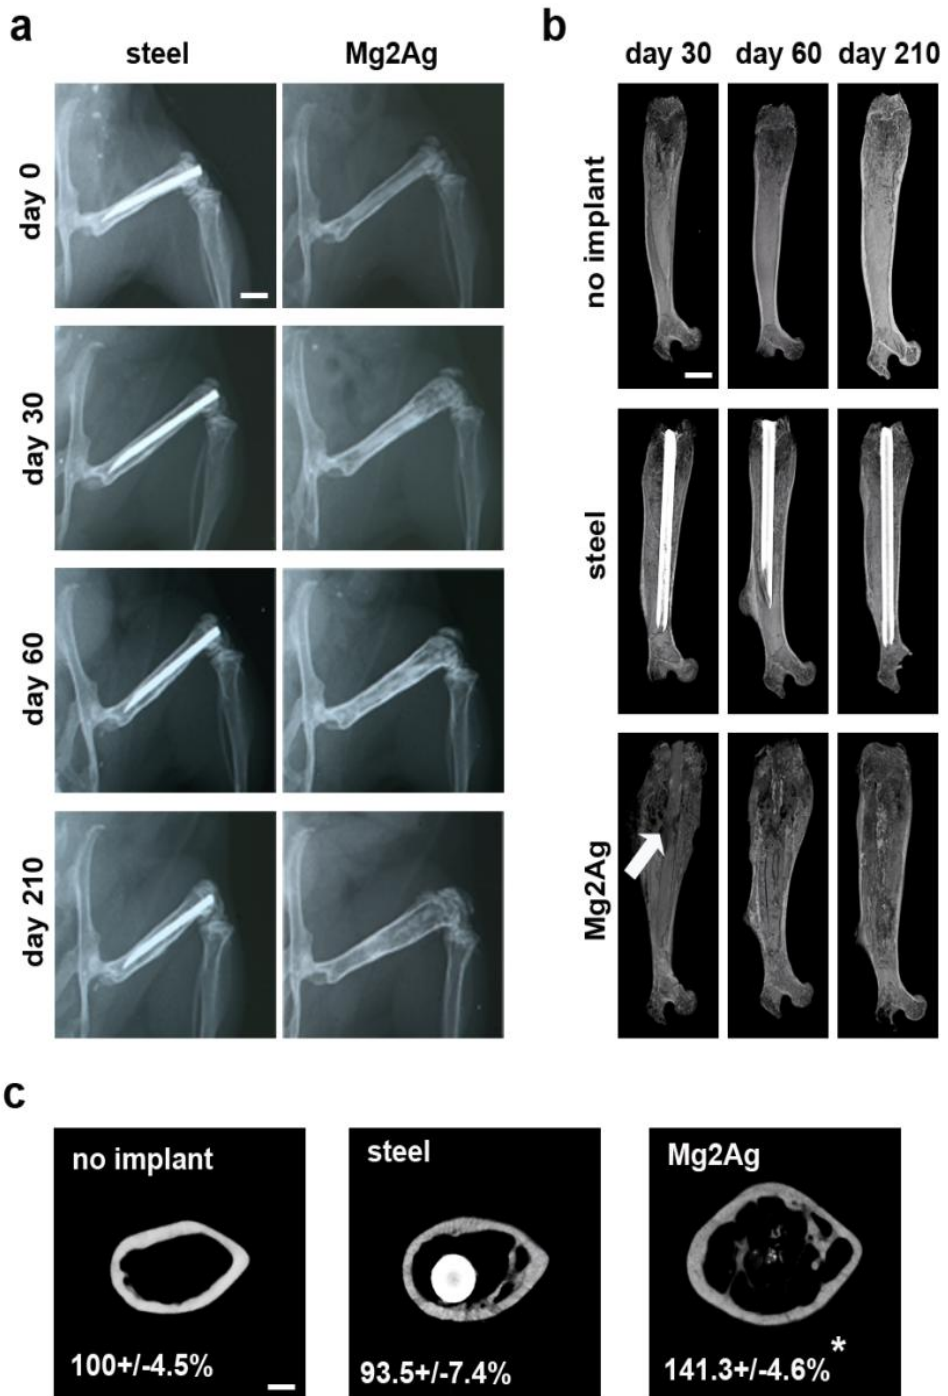 a
steel Mg2Ag
day 0
day 30
day 60
day 210
b
day 30 day 60 day 210
no implant
steel
Mg2Ag
c
no implant
100+/-4.5%
steel
93.5+/-7.4%
Mg2Ag
141.3+/-4.6%*